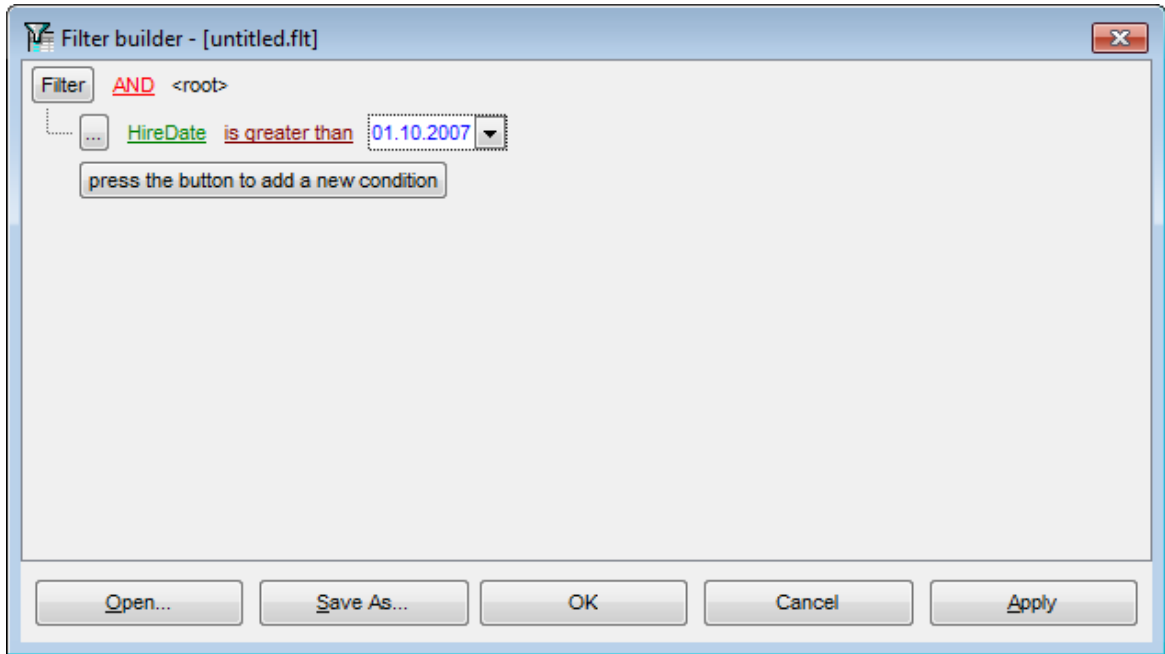 Filter builder - [untitled.flt]
Filter AND <root>
... HireDate is greater than 01.10.2007
press the button to add a new condition
Open... Save As... OK Cancel Apply